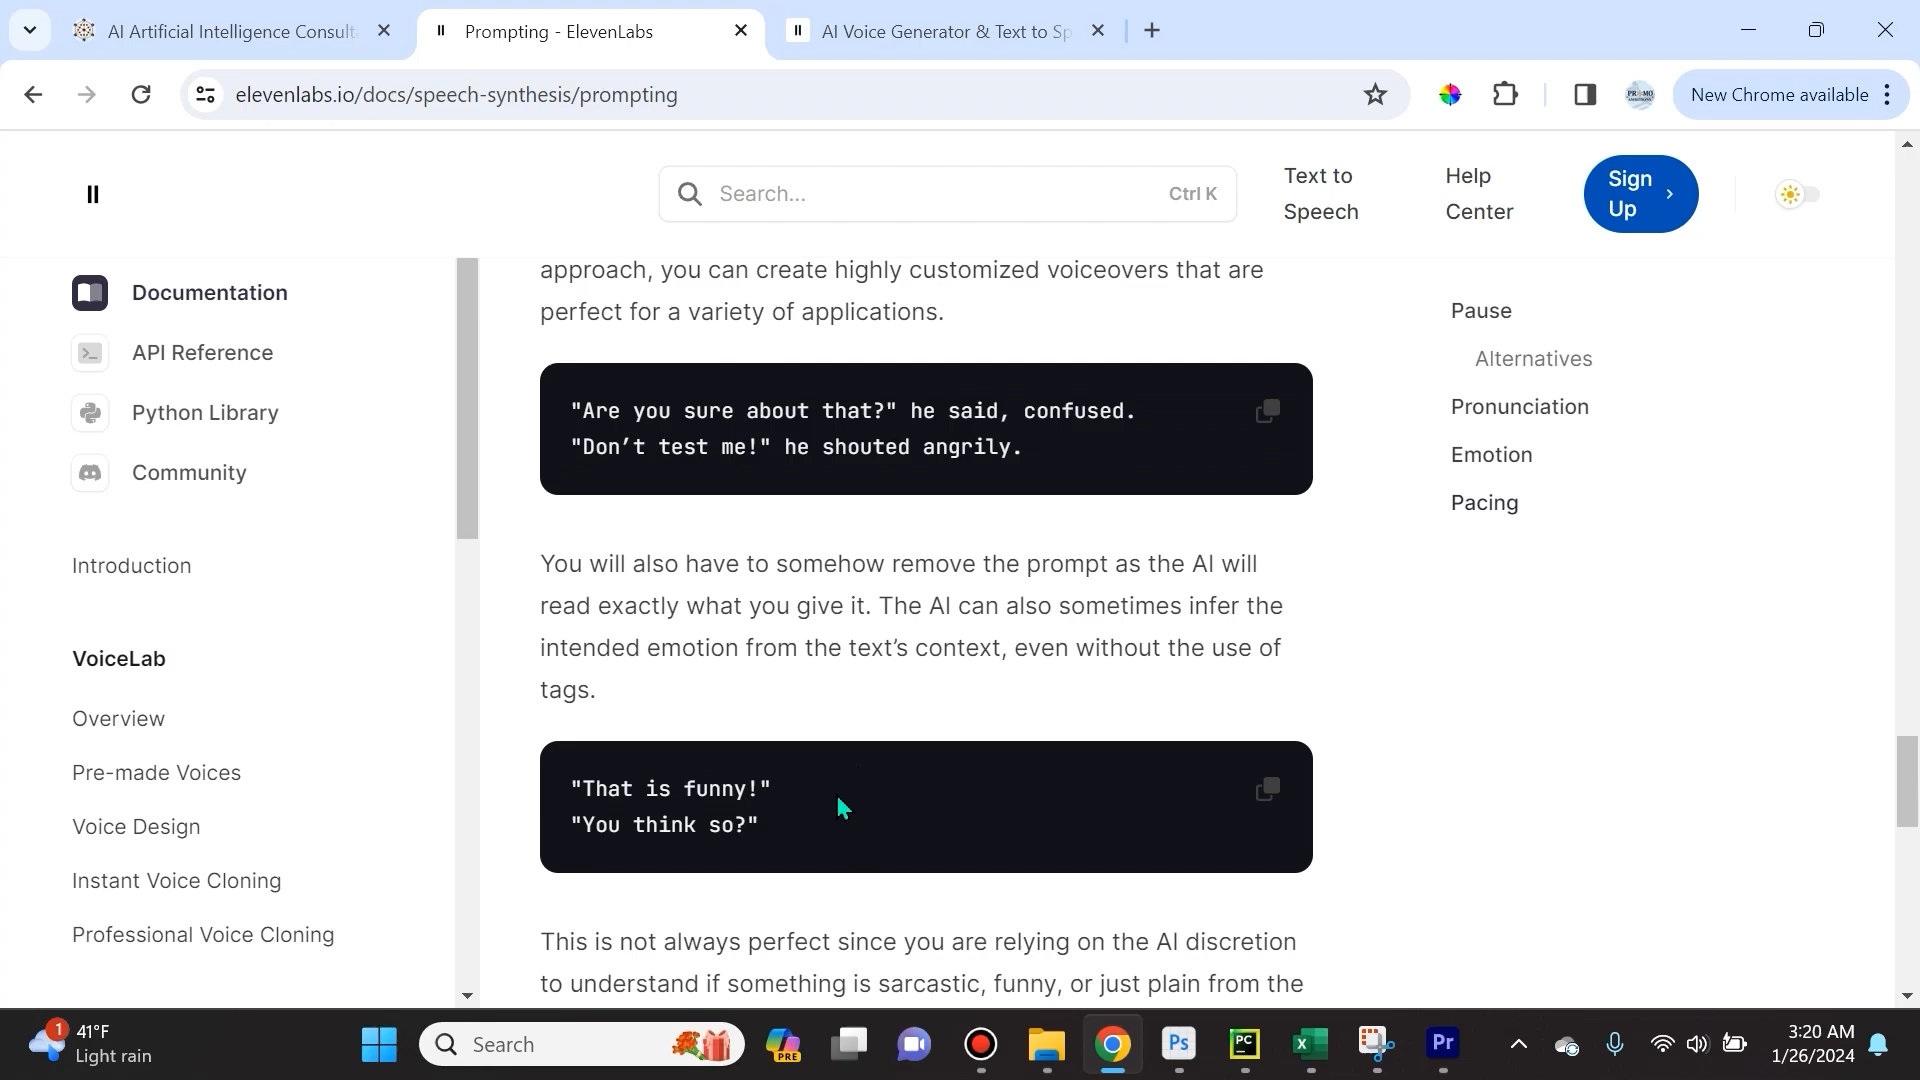 AI Artificial Intelligence Consult
Prompting - ElevenLabs
AI Voice Generator & Text to Sp
elevenlabs.io/docs/speech-synthesis/prompting
New Chrome available
Search...
Ctrl K
Text to
Speech
Help
Center
Sign
Up
Documentation
API Reference
Python Library
Community
Introduction
VoiceLab
Overview
Pre-made Voices
Voice Design
Instant Voice Cloning
Professional Voice Cloning
approach, you can create highly customized voiceovers that are
perfect for a variety of applications.
"Are you sure about that?" he said, confused.
"Don’t test me!" he shouted angrily.
You will also have to somehow remove the prompt as the AI will
read exactly what you give it. The AI can also sometimes infer the
intended emotion from the text’s context, even without the use of
tags.
"That is funny!"
"You think so?"
This is not always perfect since you are relying on the AI discretion
to understand if something is sarcastic, funny, or just plain from the
Pause
Alternatives
Pronunciation
Emotion
Pacing
1
41°F
Light rain
Search
PRE
Ps
PC
X
Pr
3:20 AM
1/26/2024